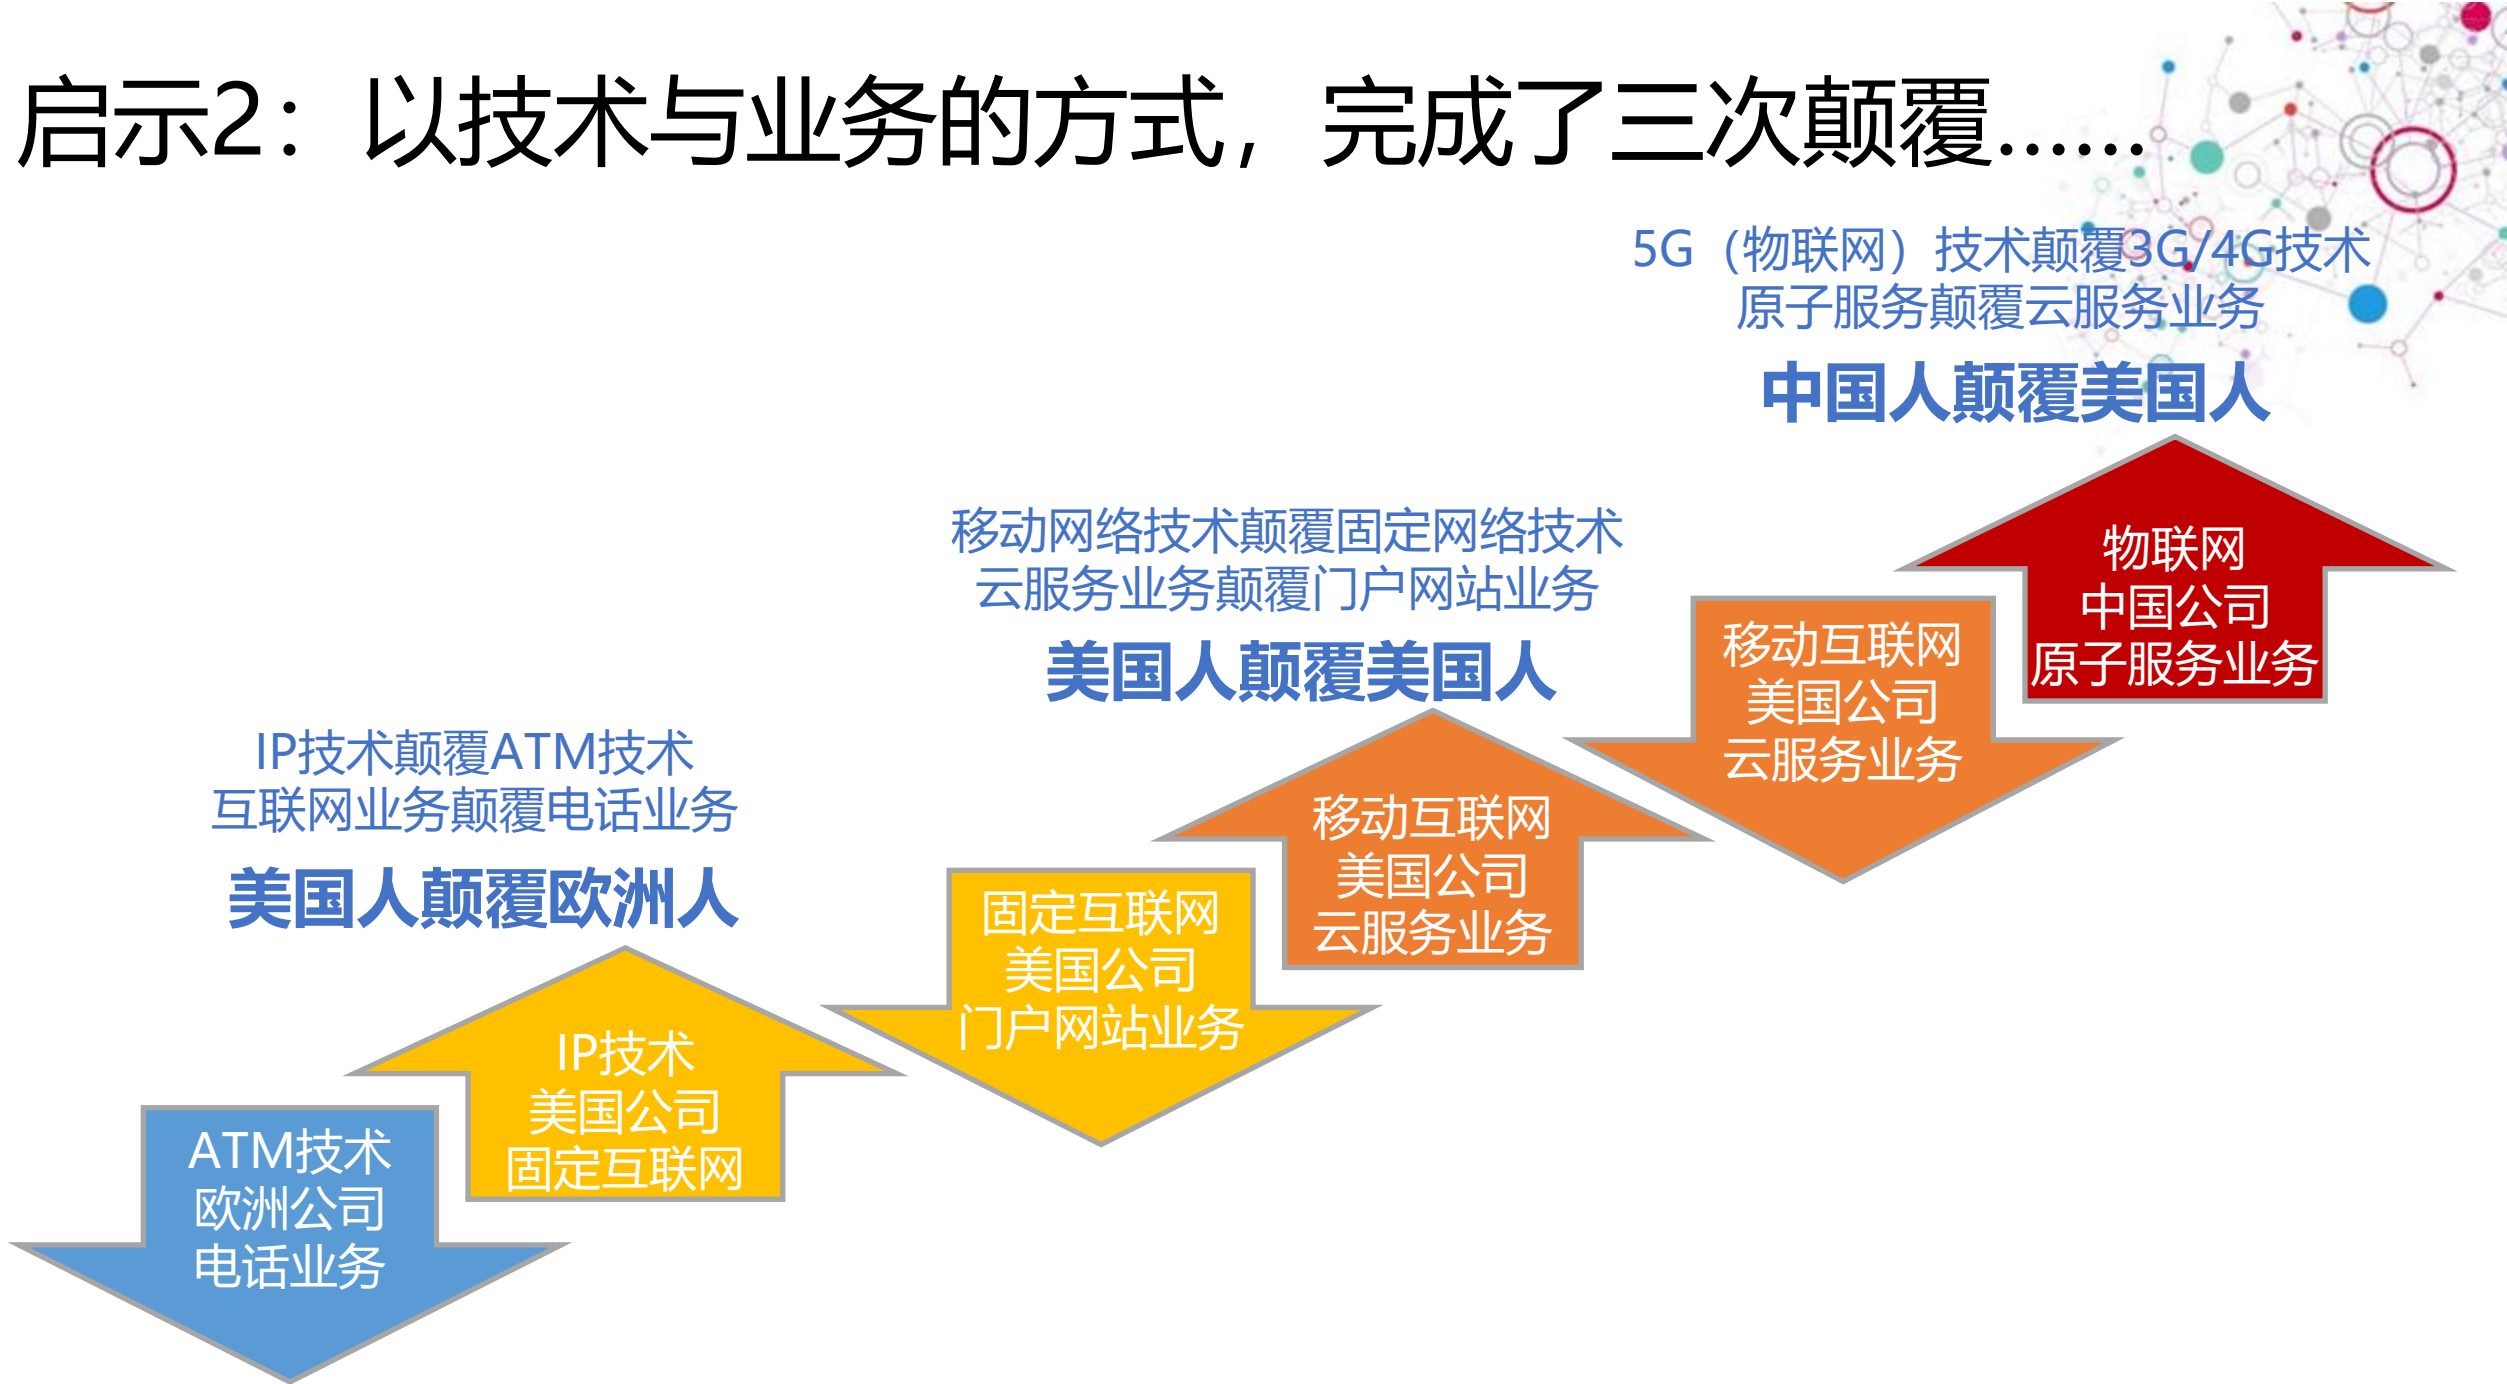 启示2：以技术与业务的方式，完成了三次颠覆……
5G（物联网）技术颠覆3G/4G技术
原子服务颠覆云服务业务
中国人颠覆美国人
物联网
中国公司
原子服务业务
移动网络技术颠覆固定网络技术
云服务业务颠覆门户网站业务
美国人颠覆美国人
移动互联网
美国公司
云服务业务
移动互联网
美国公司
云服务业务
IP技术颠覆ATM技术
互联网业务颠覆电话业务
美国人颠覆欧洲人
固定互联网
美国公司
门户网站业务
IP技术
美国公司
固定互联网
ATM技术
欧洲公司
电话业务